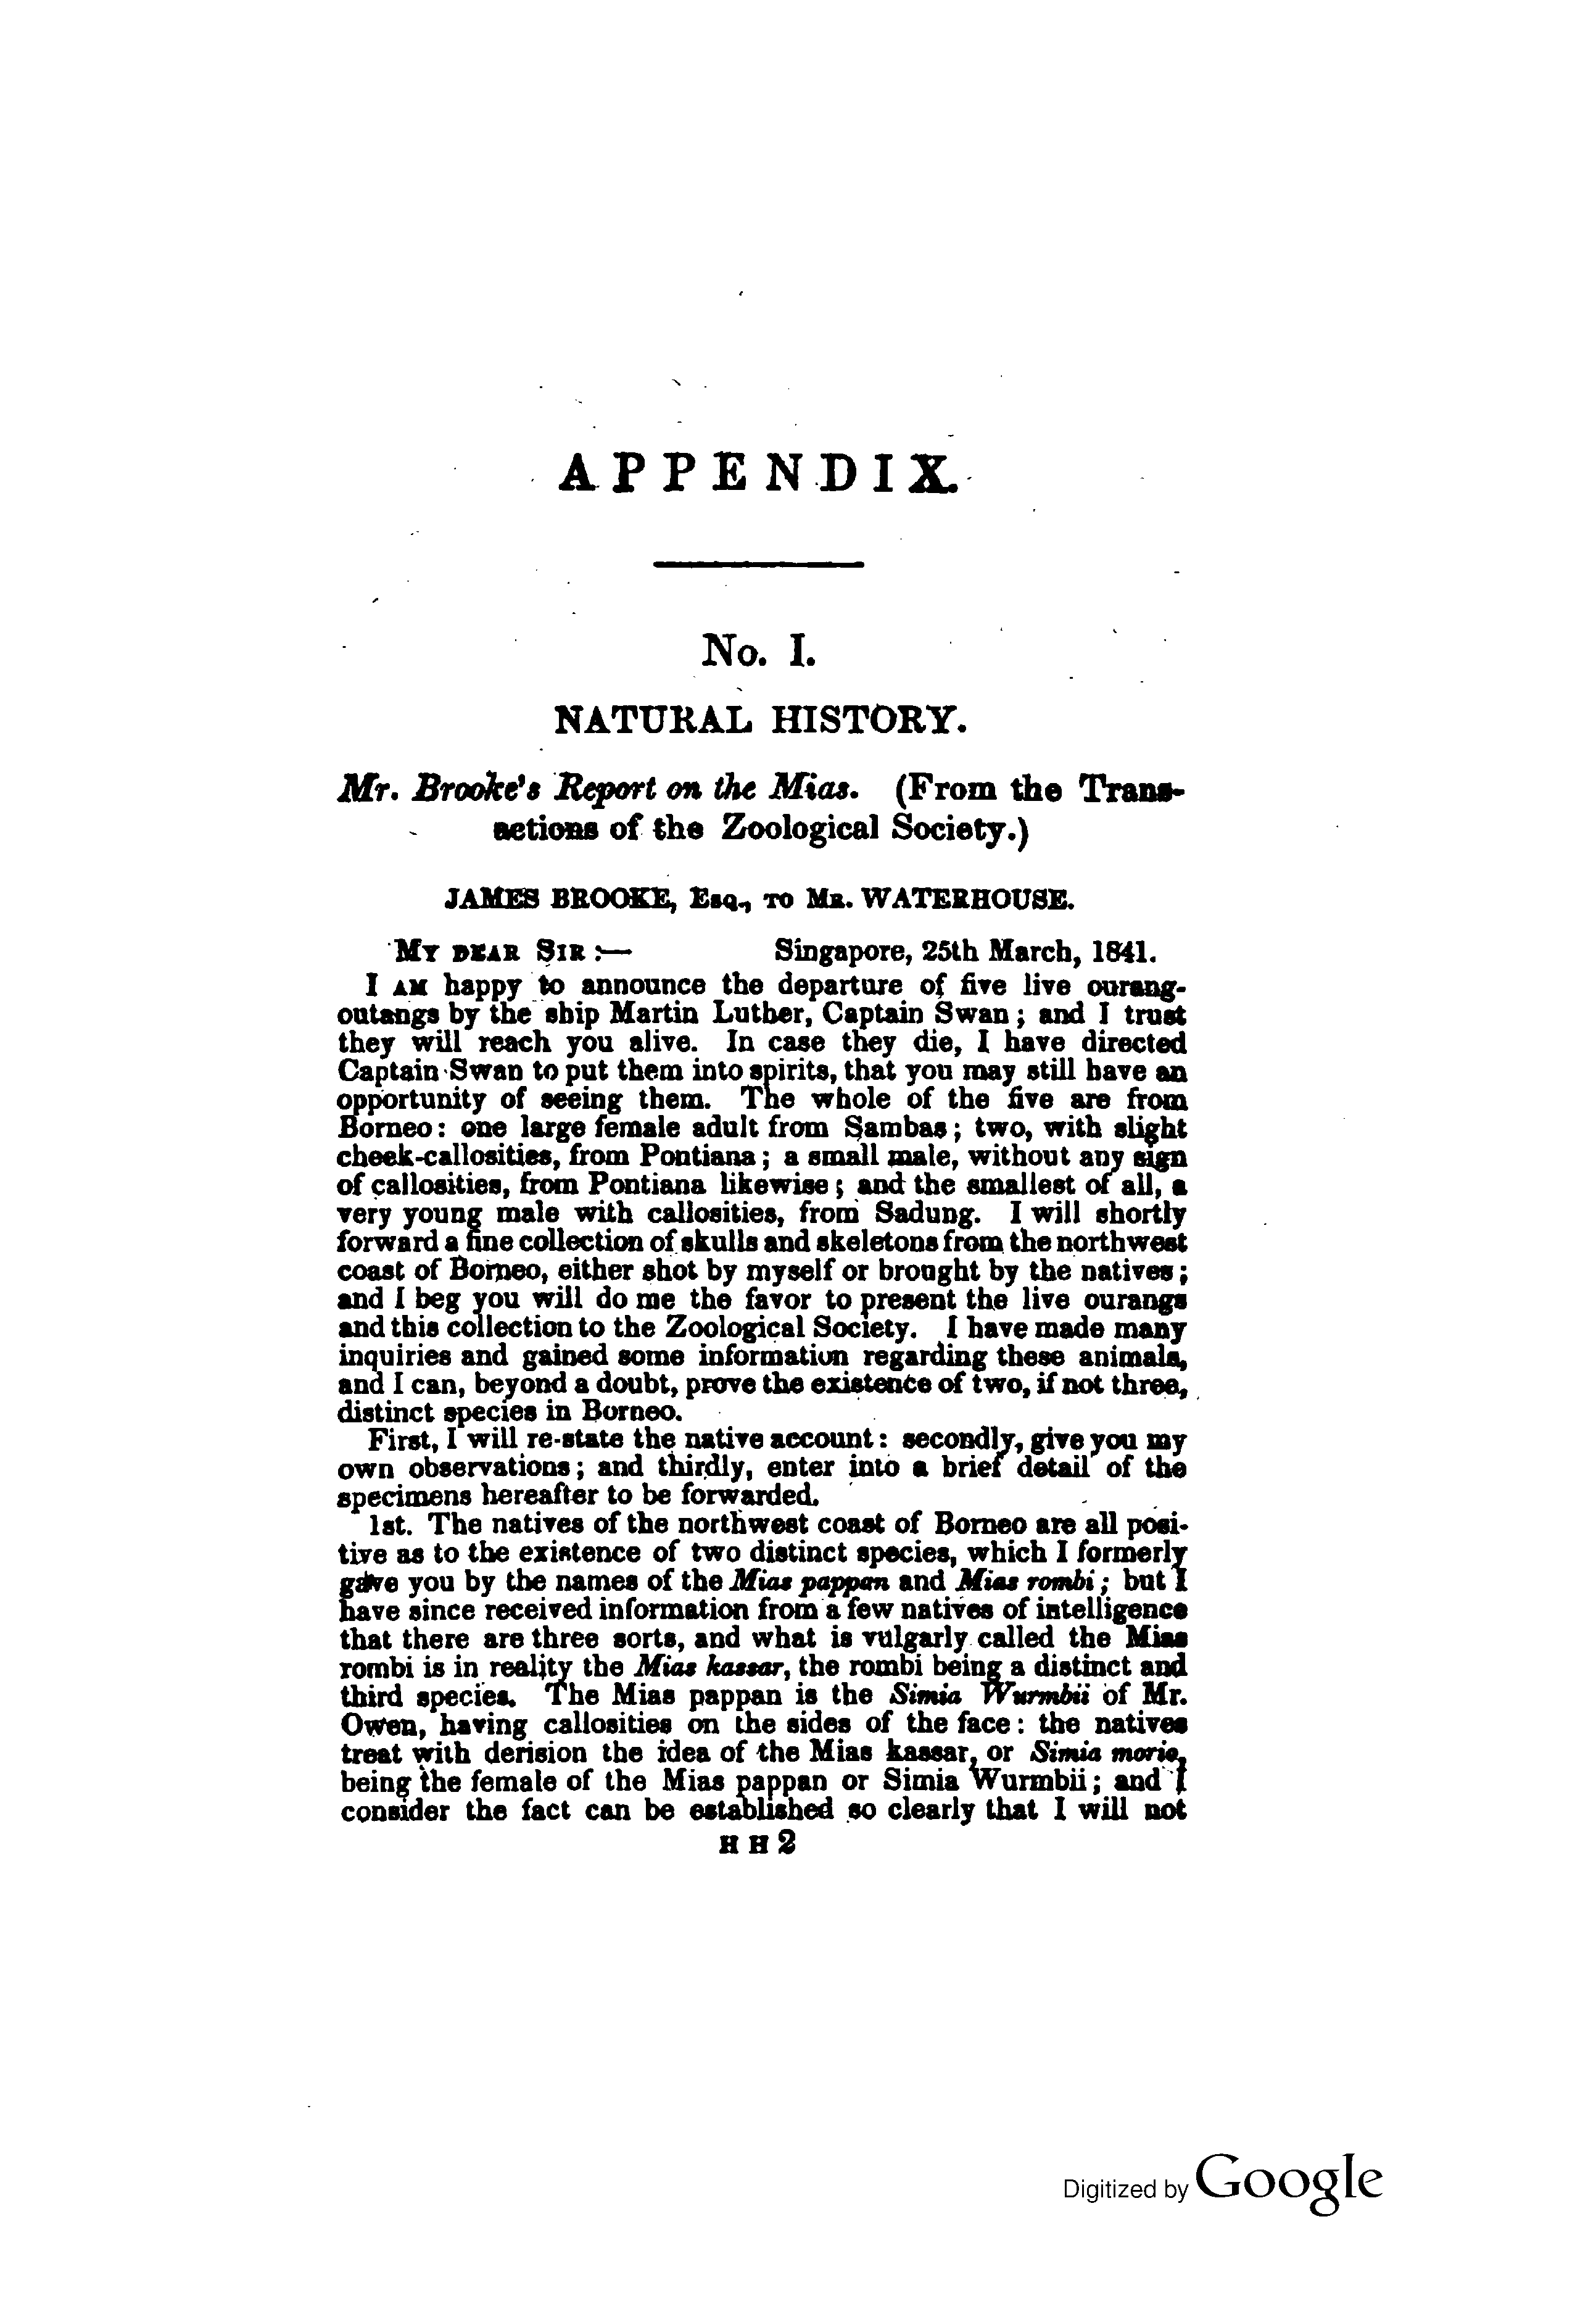 APPENDIX.
No. I.
NATURAL HISTORY.
Mr. Brooke's Report on the Mias. (From the Trans-
actions of the Zoological Society.)
JAMES BROOKE, Esq., to Mr. WATERHOUSE.
My dear Sir :— Singapore, 25th March, 1841.
I am happy to announce the departure of five live ourang-
outangs by the ship Martin Luther, Captain Swan; and I trust
they will reach you alive. In case they die, I have directed
Captain Swan to put them into spirits, that you may still have an
opportunity of seeing them. The whole of the five are from
Borneo: one large female adult from Sambas; two, with slight
cheek-callosities, from Pontiana; a small male, without any sign
of callosities, from Pontiana likewise; and the smallest of all, a
very young male with callosities, from Sadung. I will shortly
forward a fine collection of skulls and skeletons from the northwest
coast of Borneo, either shot by myself or brought by the natives;
and I beg you will do me the favor to present the live ourangs
and this collection to the Zoological Society. I have made many
inquiries and gained some information regarding these animals,
and I can, beyond a doubt, prove the existence of two, if not three,
distinct species in Borneo.
First, I will re-state the native account: secondly, give you my
own observations; and thirdly, enter into a brief detail of the
specimens hereafter to be forwarded.
1st. The natives of the northwest coast of Borneo are all posi-
tive as to the existence of two distinct species, which I formerly
gave you by the names of the Mias pappan and Mias rombi; but I
have since received information from a few natives of intelligence
that there are three sorts, and what is vulgarly called the Mias
rombi is in reality the Mias kassar, the rombi being a distinct and
third species. The Mias pappan is the Simia Wurmbii of Mr.
Owen, having callosities on the sides of the face: the natives
treat with derision the idea of the Mias kassar, or Simia morio,
being the female of the Mias pappan or Simia Wurmbii; and I
consider the fact can be established so clearly that I will not
H H 2
Digitized by Google